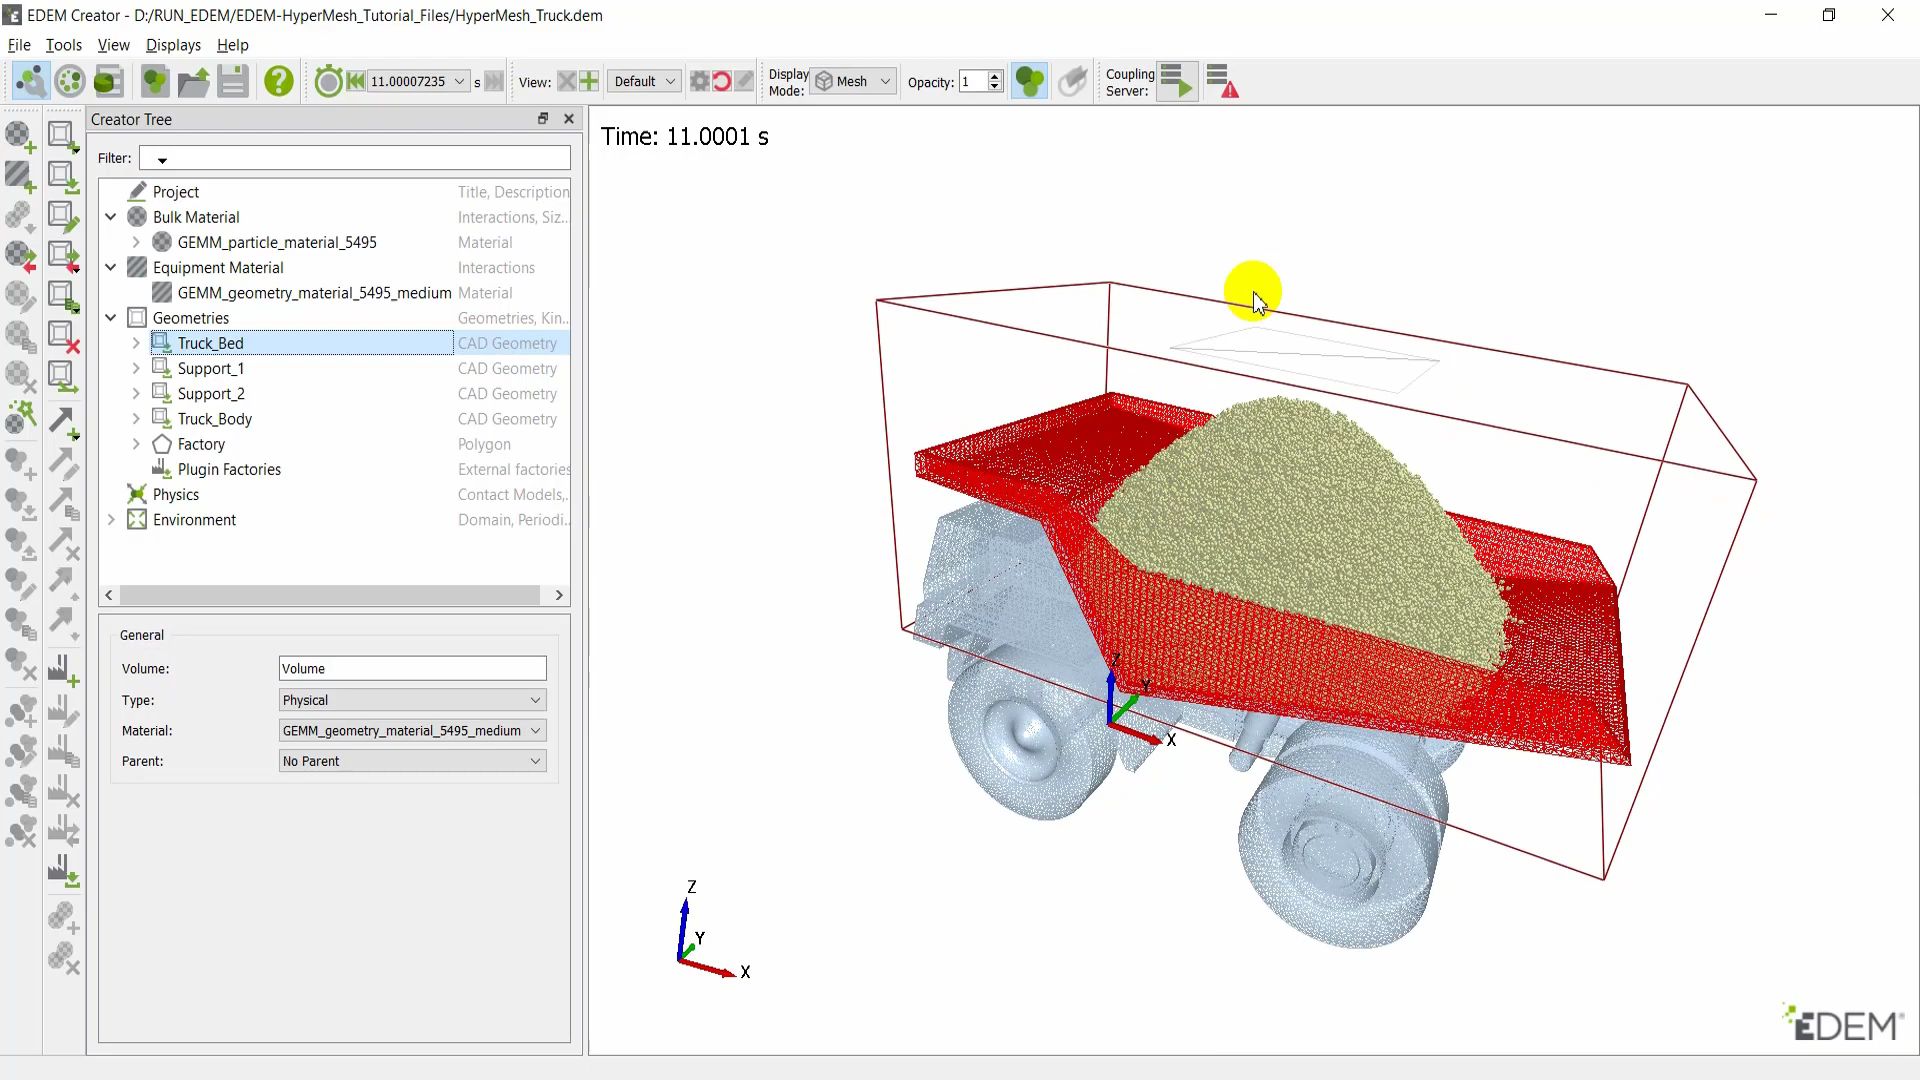 EDEM Creator - D:/RUN_EDEM/EDEM-HyperMesh_Tutorial_Files/HyperMesh_Truck.dem
File Tools View Displays Help
11.00007235 s View: Default Display Mode: Mesh Opacity: 1 Coupling Server:
Creator Tree
Filter:
Project Title, Description
Bulk Material Interactions, Siz...
GEMM_particle_material_5495 Material
Equipment Material Interactions
GEMM_geometry_material_5495_medium Material
Geometries Geometries, Kin...
Truck_Bed CAD Geometry
Support_1 CAD Geometry
Support_2 CAD Geometry
Truck_Body CAD Geometry
Factory Polygon
Plugin Factories External factories
Physics Contact Models,...
Environment Domain, Periodi...
General
Volume: Volume
Type: Physical
Material: GEMM_geometry_material_5495_medium
Parent: No Parent
Time: 11.0001 s
Z
Y
X
Z
Y
X
EDEM